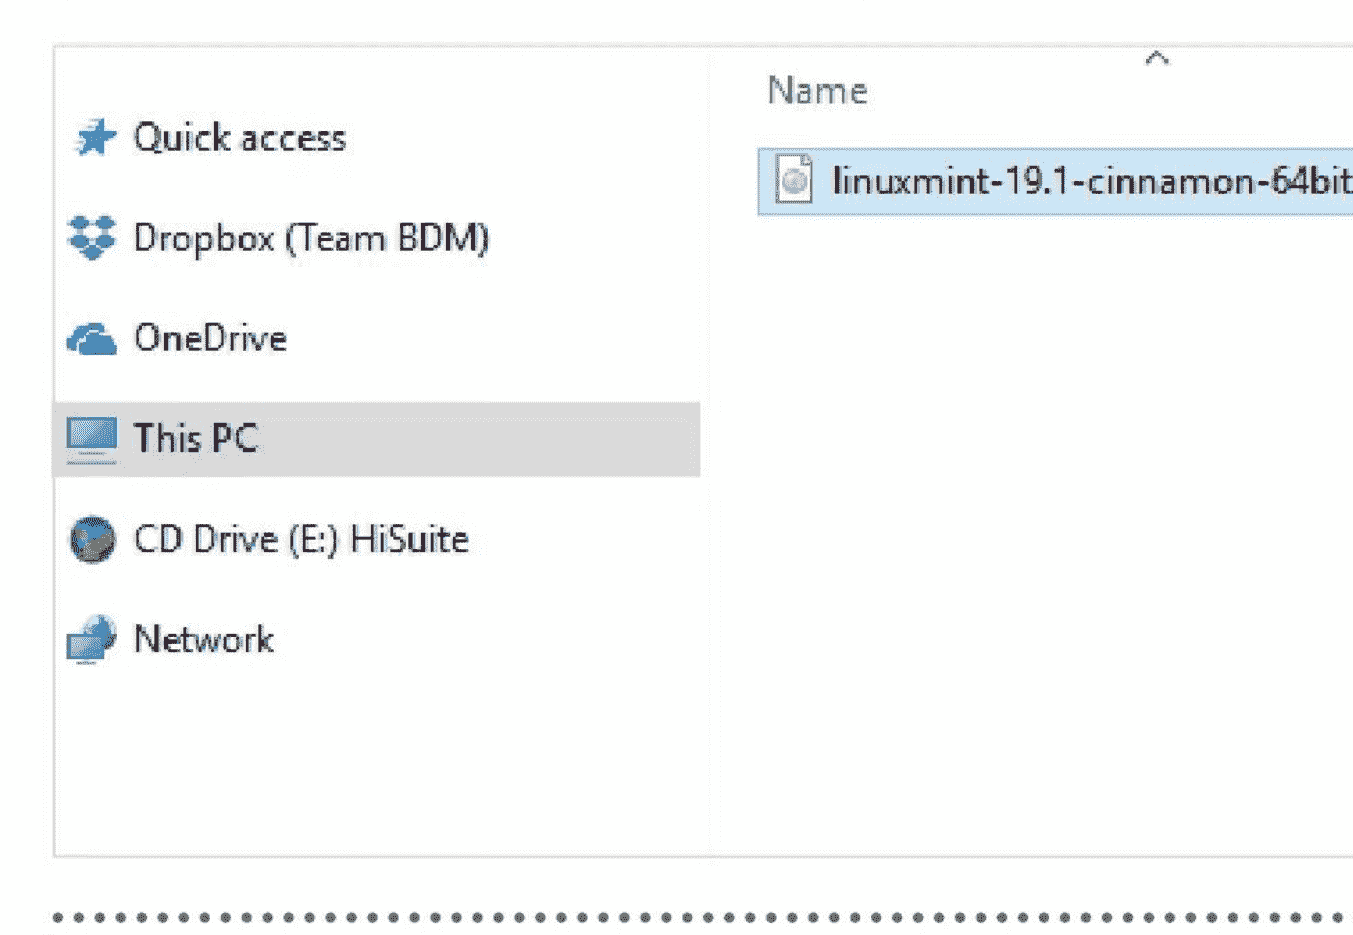 Name
Quick access
linuxmint-19.1-cinnamon-64bit
Dropbox (Team BDM)
OneDrive
This PC
CD Drive (E:) HiSuite
Network